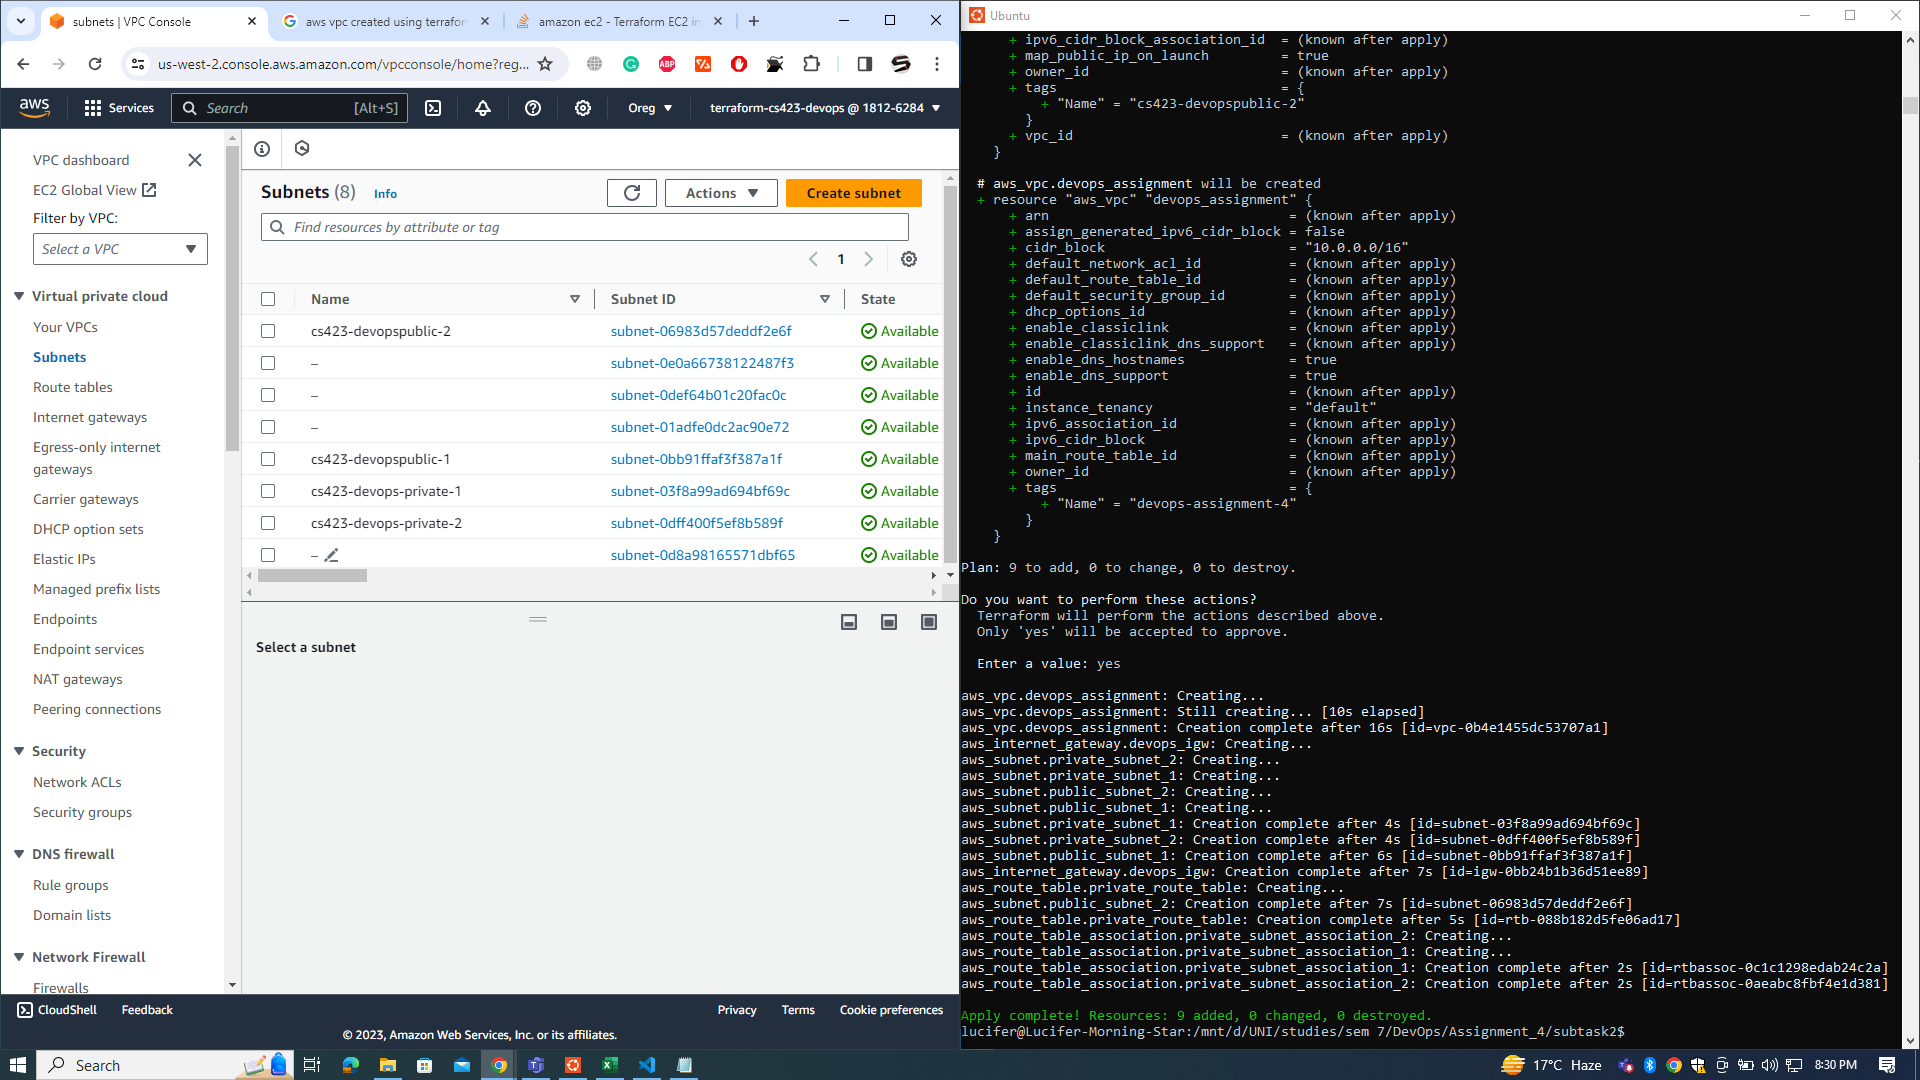 subnets | VPC Console
aws vpc created using terrafor
amazon ec2 - Terraform EC2 in
us-west-2.console.aws.amazon.com/vpcconsole/home?reg...
aws
Services
Search
[Alt+S]
Oreg
terraform-cs423-devops @ 1812-6284
VPC dashboard
EC2 Global View
Filter by VPC:
Select a VPC
Virtual private cloud
Your VPCs
Subnets
Route tables
Internet gateways
Egress-only internet
gateways
Carrier gateways
DHCP option sets
Elastic IPs
Managed prefix lists
Endpoints
Endpoint services
NAT gateways
Peering connections
Security
Network ACLs
Security groups
DNS firewall
Rule groups
Domain lists
Network Firewall
Firewalls
Subnets (8) Info
Actions
Create subnet
Find resources by attribute or tag
1
Name Subnet ID State
cs423-devopspublic-2 subnet-06983d57deddf2e6f Available
– subnet-0e0a66738122487f3 Available
– subnet-0def64b01c20fac0c Available
– subnet-01adfe0dc2ac90e72 Available
cs423-devopspublic-1 subnet-0bb91ffaf3f387a1f Available
cs423-devops-private-1 subnet-03f8a99ad694bf69c Available
cs423-devops-private-2 subnet-0dff400f5ef8b589f Available
– subnet-0d8a98165571dbf65 Available
Select a subnet
CloudShell
Feedback
Privacy
Terms
Cookie preferences
© 2023, Amazon Web Services, Inc. or its affiliates.
Ubuntu
+ ipv6_cidr_block_association_id = (known after apply)
+ map_public_ip_on_launch = true
+ owner_id = (known after apply)
+ tags = {
+ "Name" = "cs423-devopspublic-2"
}
+ vpc_id = (known after apply)
}
# aws_vpc.devops_assignment will be created
+ resource "aws_vpc" "devops_assignment" {
+ arn = (known after apply)
+ assign_generated_ipv6_cidr_block = false
+ cidr_block = "10.0.0.0/16"
+ default_network_acl_id = (known after apply)
+ default_route_table_id = (known after apply)
+ default_security_group_id = (known after apply)
+ dhcp_options_id = (known after apply)
+ enable_classiclink = (known after apply)
+ enable_classiclink_dns_support = (known after apply)
+ enable_dns_hostnames = true
+ enable_dns_support = true
+ id = (known after apply)
+ instance_tenancy = "default"
+ ipv6_association_id = (known after apply)
+ ipv6_cidr_block = (known after apply)
+ main_route_table_id = (known after apply)
+ owner_id = (known after apply)
+ tags = {
+ "Name" = "devops-assignment-4"
}
}
Plan: 9 to add, 0 to change, 0 to destroy.
Do you want to perform these actions?
Terraform will perform the actions described above.
Only 'yes' will be accepted to approve.
Enter a value: yes
aws_vpc.devops_assignment: Creating...
aws_vpc.devops_assignment: Still creating... [10s elapsed]
aws_vpc.devops_assignment: Creation complete after 16s [id=vpc-0b4e1455dc53707a1]
aws_internet_gateway.devops_igw: Creating...
aws_subnet.private_subnet_2: Creating...
aws_subnet.private_subnet_1: Creating...
aws_subnet.public_subnet_2: Creating...
aws_subnet.public_subnet_1: Creating...
aws_subnet.private_subnet_1: Creation complete after 4s [id=subnet-03f8a99ad694bf69c]
aws_subnet.private_subnet_2: Creation complete after 4s [id=subnet-0dff400f5ef8b589f]
aws_subnet.public_subnet_1: Creation complete after 6s [id=subnet-0bb91ffaf3f387a1f]
aws_internet_gateway.devops_igw: Creation complete after 7s [id=igw-0bb24b1b36d51ee89]
aws_route_table.private_route_table: Creating...
aws_subnet.public_subnet_2: Creation complete after 7s [id=subnet-06983d57deddf2e6f]
aws_route_table.private_route_table: Creation complete after 5s [id=rtb-088b182d5fe06ad17]
aws_route_table_association.private_subnet_association_2: Creating...
aws_route_table_association.private_subnet_association_1: Creating...
aws_route_table_association.private_subnet_association_1: Creation complete after 2s [id=rtbassoc-0c1c1298edab24c2a]
aws_route_table_association.private_subnet_association_2: Creation complete after 2s [id=rtbassoc-0aeabc8fbf4e1d381]
Apply complete! Resources: 9 added, 0 changed, 0 destroyed.
lucifer@Lucifer-Morning-Star:/mnt/d/UNI/studies/sem 7/DevOps/Assignment_4/subtask2$
Search
17°C Haze
8:30 PM